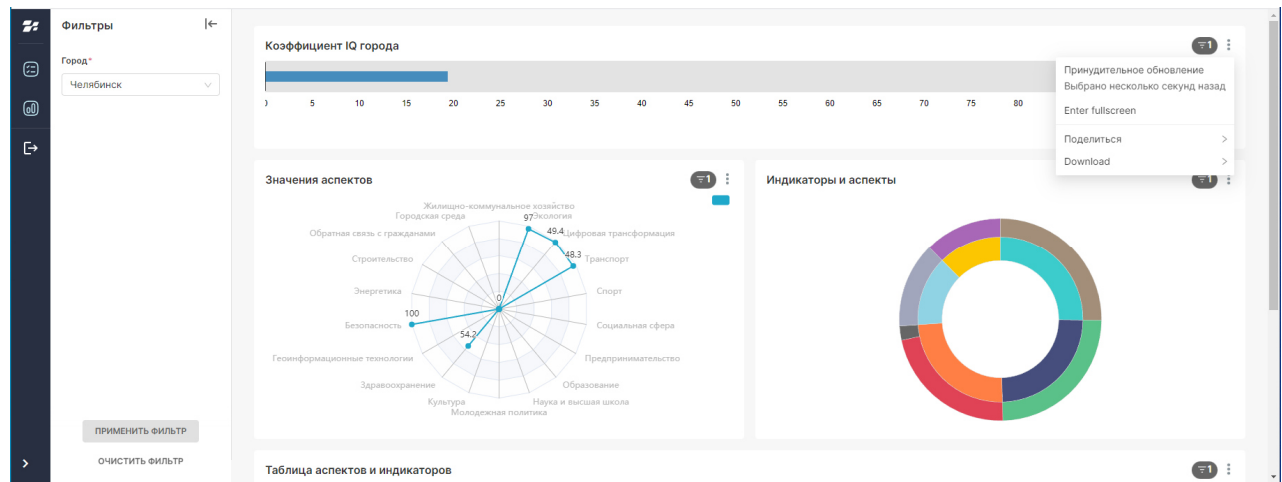 Фильтры
Город*
Челябинск
ПРИМЕНИТЬ ФИЛЬТР
ОЧИСТИТЬ ФИЛЬТР
Коэффициент IQ города
1
5 10 15 20 25 30 35 40 45 50 55 60 65 70 75 80
Принудительное обновление
Выбрано несколько секунд назад
Enter fullscreen
Поделиться
Download
Значения аспектов
1
Жилищно-коммунальное хозяйство
Городская среда
97
Экология
Обратная связь с гражданами
49.4
Цифровая трансформация
Строительство
48.3
Транспорт
Энергетика
0
Спорт
Безопасность
100
Социальная сфера
54.2
Геоинформационные технологии
Предпринимательство
Здравоохранение
Образование
Культура
Наука и высшая школа
Молодежная политика
Индикаторы и аспекты
1
Таблица аспектов и индикаторов
1